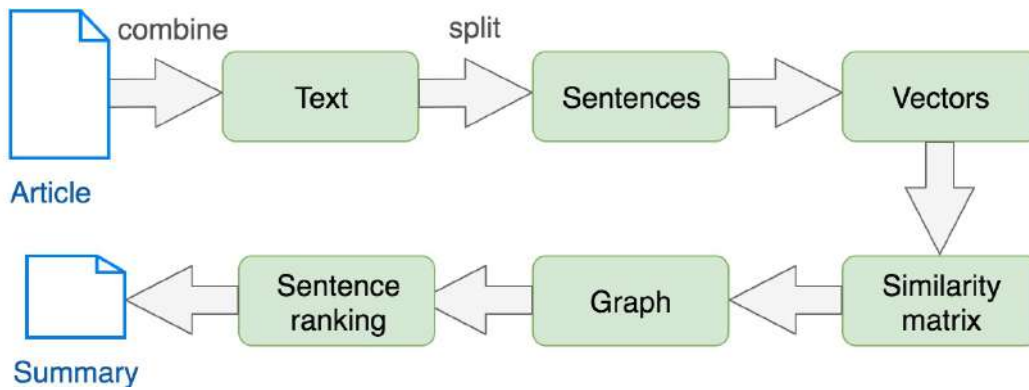 combine
split
Text
Sentences
Vectors
Article
Sentence
ranking
Graph
Similarity
matrix
Summary